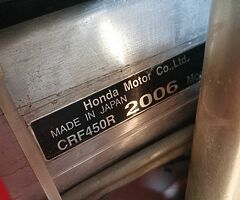 Honda Motor Co.,Ltd.
MADE IN JAPAN 2006
CRF450R